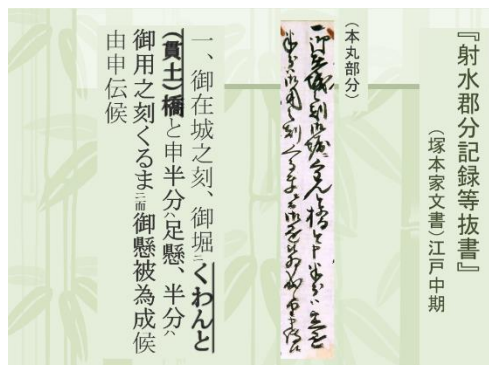 『射水郡分記録等抜書』
(塚本家文書)江戸中期
(本丸部分)
一、御在城之刻、御堀ニくわんと
(貫土)橋と申半分ハ足懸、半分ハ
御用之刻くるまニ而御懸被為成候
由申伝候